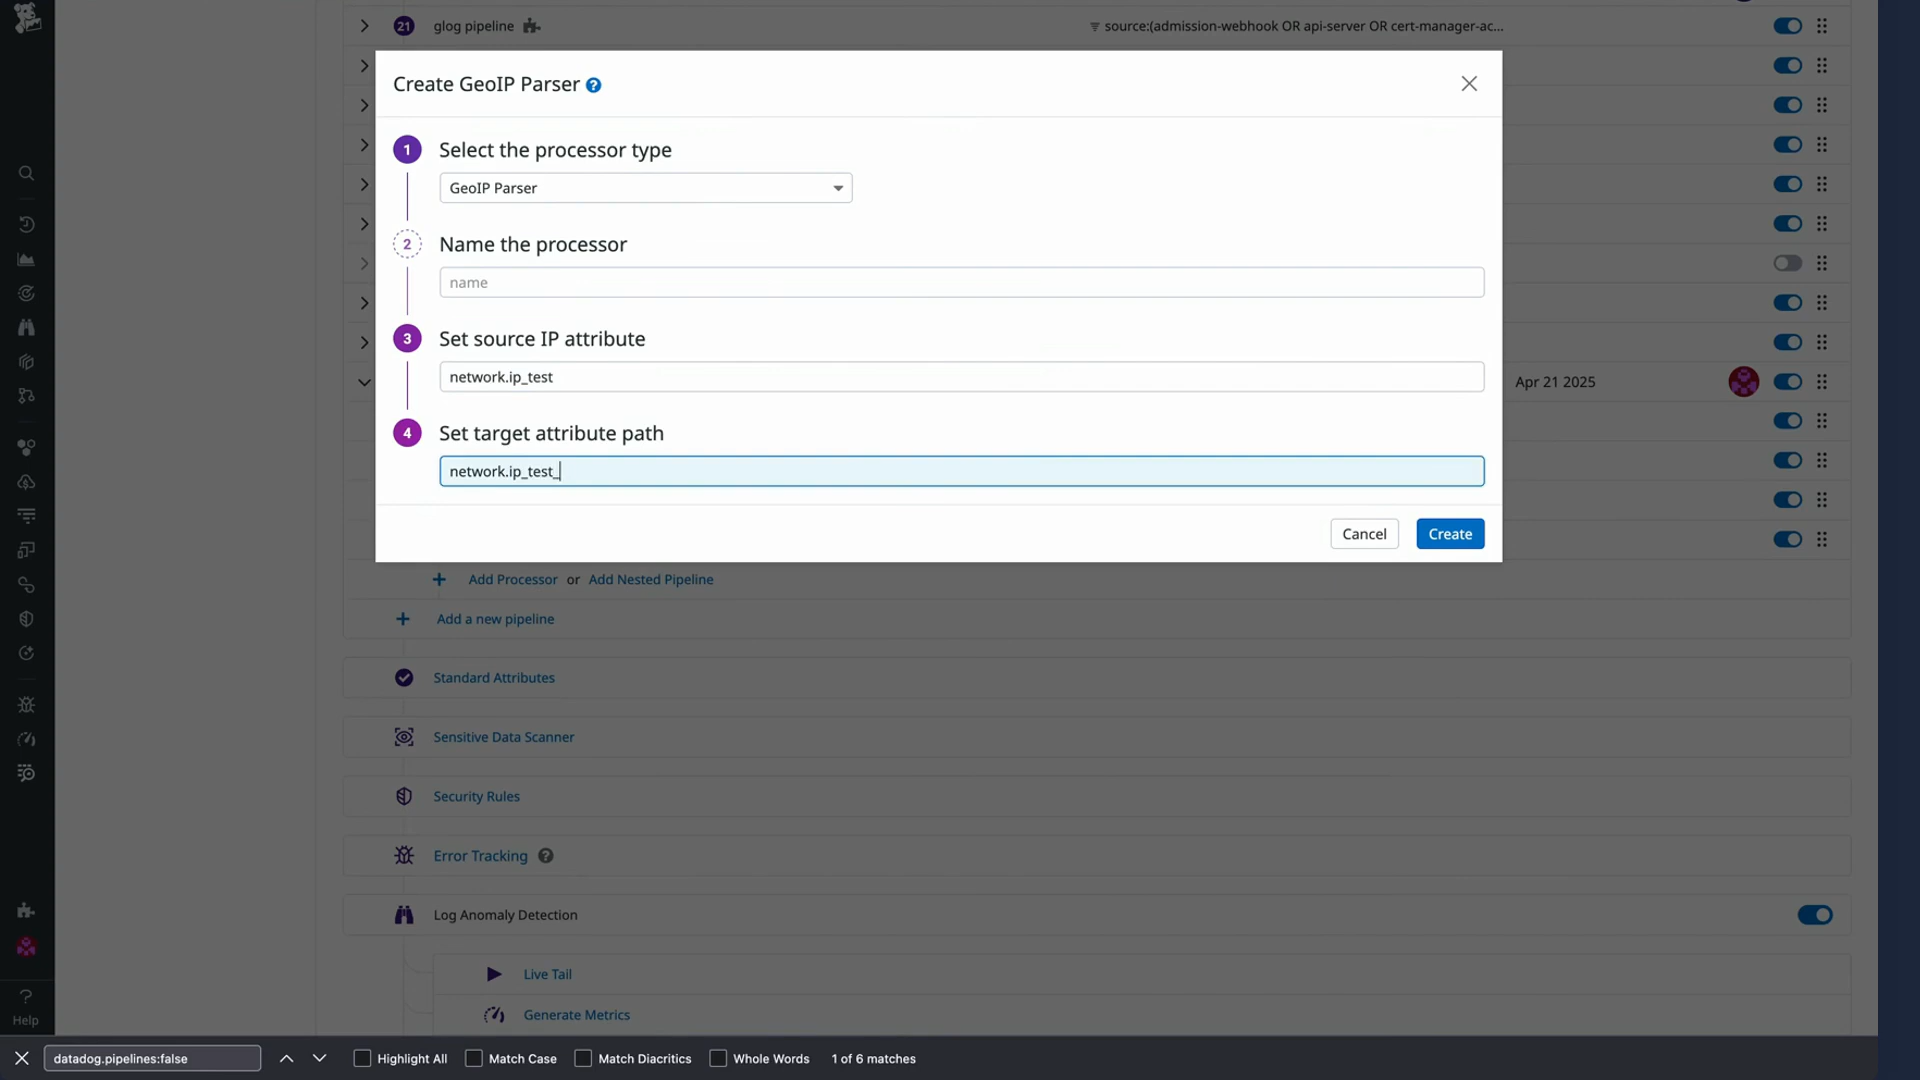 21 glog pipeline source:(admission-webhook OR api-server OR cert-manager-ac...
Create GeoIP Parser ?
1 Select the processor type
GeoIP Parser
2 Name the processor
name
3 Set source IP attribute
network.ip_test
Apr 21 2025
4 Set target attribute path
network.ip_test_
Cancel Create
Add Processor or Add Nested Pipeline
Add a new pipeline
Standard Attributes
Sensitive Data Scanner
Security Rules
Error Tracking ?
Log Anomaly Detection
Live Tail
Generate Metrics
? Help
datadog.pipelines:false Highlight All Match Case Match Diacritics Whole Words 1 of 6 matches